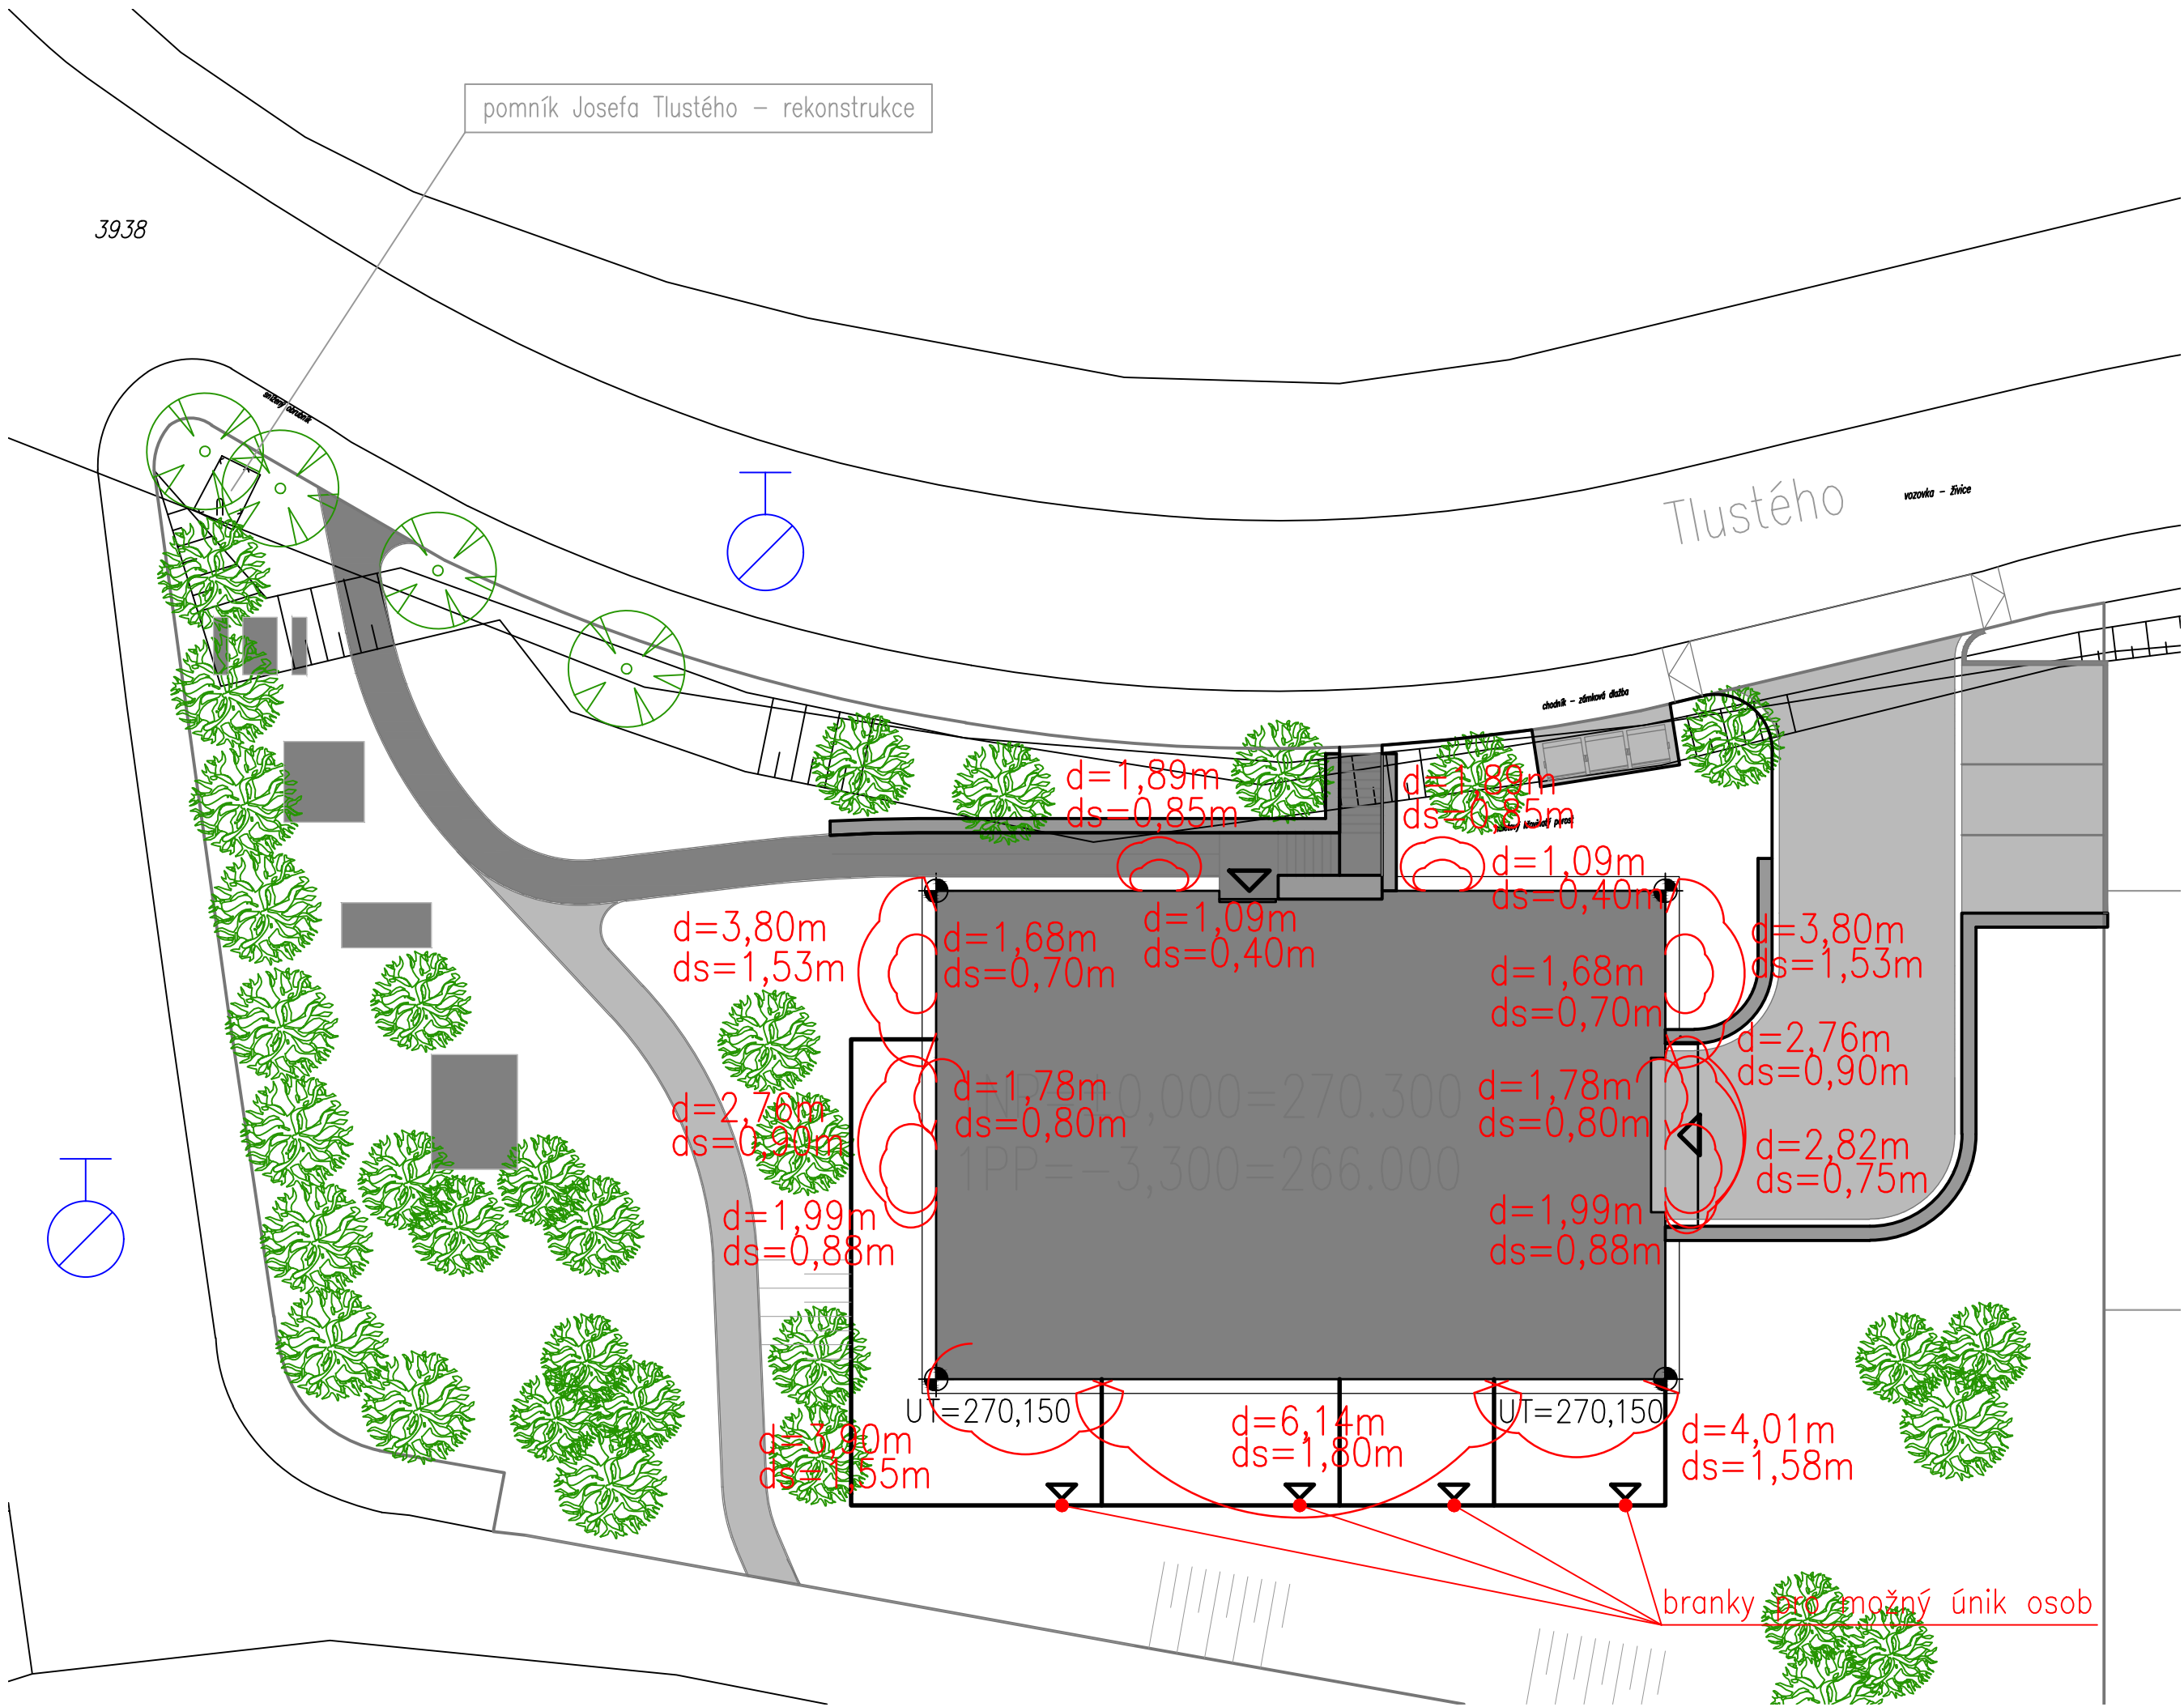 pomník Josefa Tlustého – rekonstrukce
3938
snížený obrubník
Tlustého
vozovka – živice
chodník – zámková dlažba
d=1,89m
ds=0,85m
d=1,89m
ds=0,85m
d=1,09m
ds=0,40m
d=3,80m
ds=1,53m
d=1,68m
ds=0,70m
d=1,09m
ds=0,40m
d=1,68m
ds=0,70m
d=3,80m
ds=1,53m
d=2,76m
ds=0,90m
d=2,76m
ds=0,90m
d=1,78m
ds=0,80m
d=1,78m
ds=0,80m
0,000=270.300
1PP=-3,300=266.000
d=2,82m
ds=0,75m
d=1,99m
ds=0,88m
d=1,99m
ds=0,88m
UT=270,150
UT=270,150
d=3,90m
ds=1,55m
d=6,14m
ds=1,80m
d=4,01m
ds=1,58m
branky pro možný únik osob